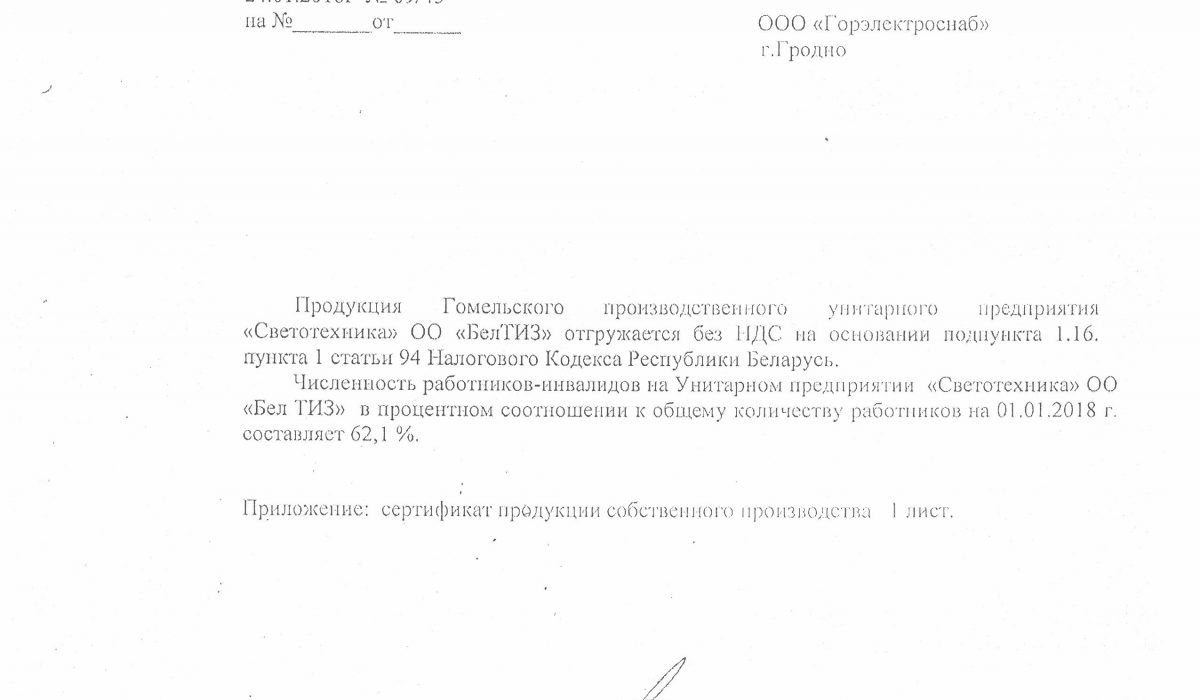 на №_______от______
ООО «Горэлектроснаб»
г.Гродно
Продукция Гомельского производственного унитарного предприятия
«Светотехника» ОО «БелТИЗ» отгружается без НДС на основании подпункта 1.16.
пункта 1 статьи 94 Налогового Кодекса Республики Беларусь.
Численность работников-инвалидов на Унитарном предприятии «Светотехника» ОО
«Бел ТИЗ» в процентном соотношении к общему количеству работников на 01.01.2018 г.
составляет 62,1 %.
Приложение: сертификат продукции собственного производства 1 лист.